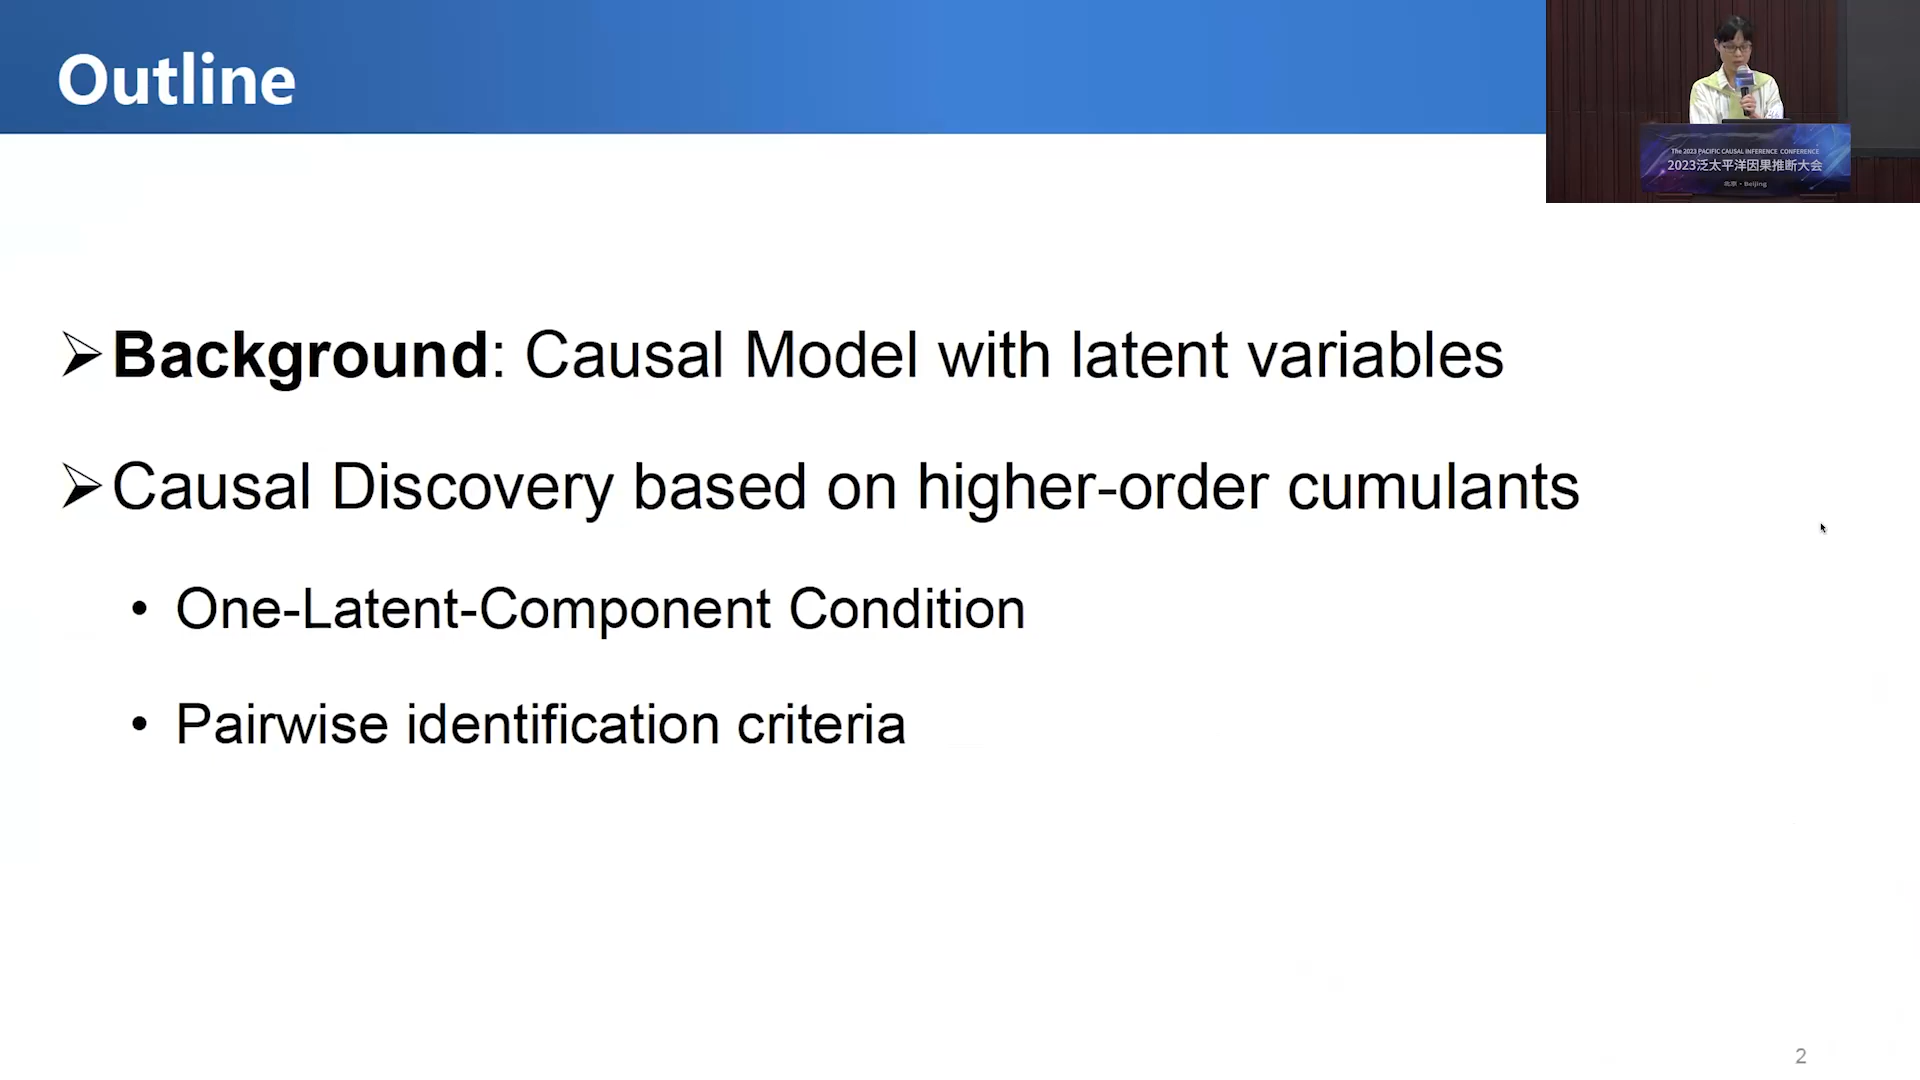 Outline
The 2023 PACIFIC CAUSAL INFERENCE CONFERENCE
2023泛太平洋因果推断大会
北京·Beijing
➢Background: Causal Model with latent variables
➢Causal Discovery based on higher-order cumulants
• One-Latent-Component Condition
• Pairwise identification criteria
2